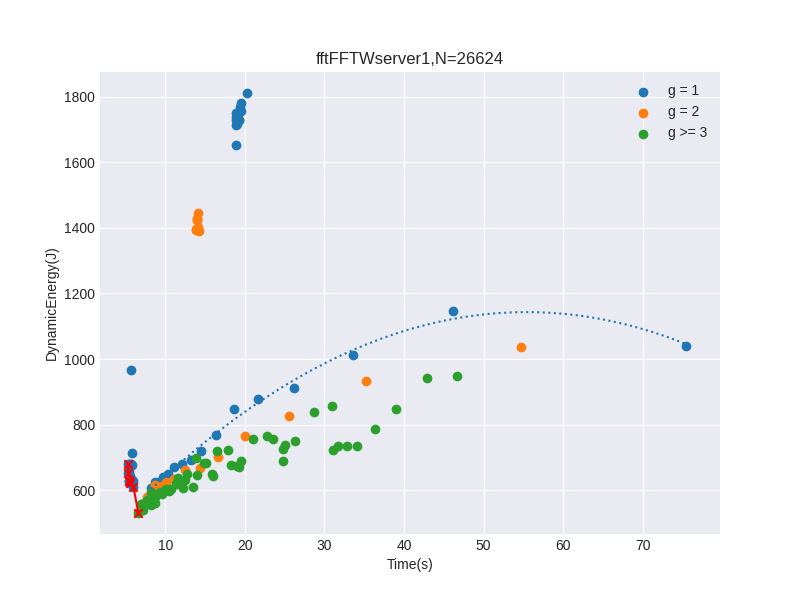 fftFFTWserver1,N=26624
g = 1
g = 2
g >= 3
1800
1600
1400
1200
1000
800
600
DynamicEnergy(J)
10 20 30 40 50 60 70
Time(s)